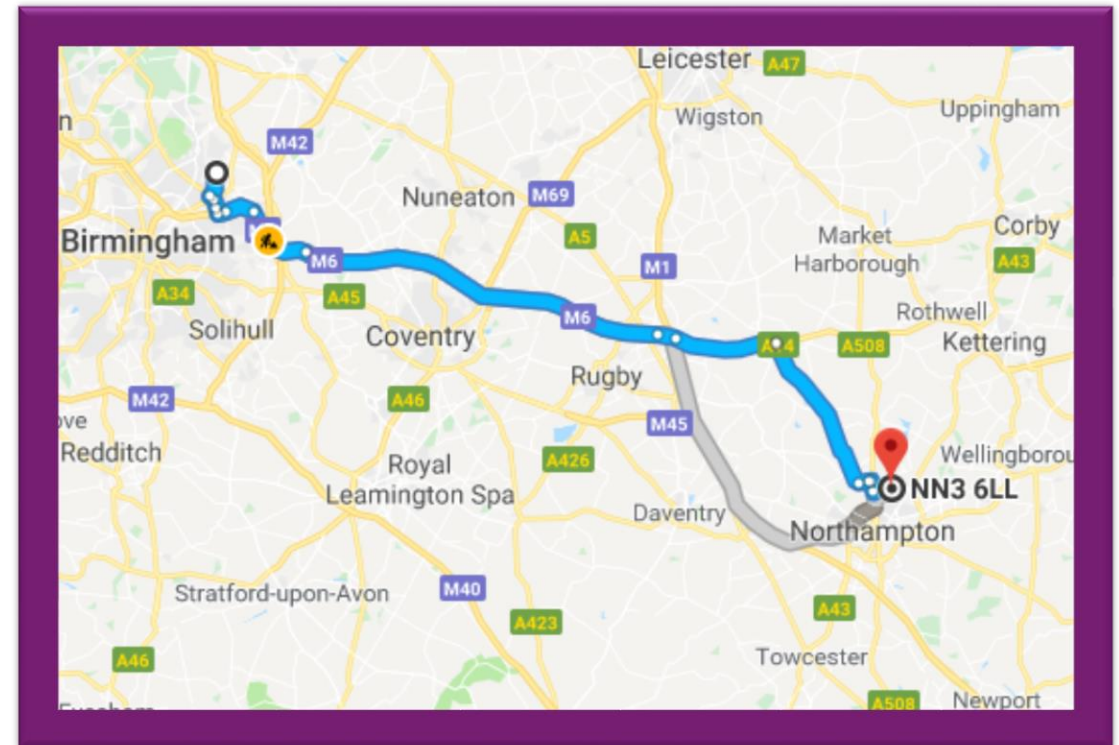 Leicester
A47
Uppingham
Wigston
n
M42
Nuneaton
M69
A5
Corby
Birmingham
M6
M1
Market
Harborough
A43
A34
A45
Solihull
Coventry
M6
Rothwell
A508
Kettering
Rugby
M42
A46
M45
ove
Redditch
Royal
Leamington Spa
A426
Wellingborou
NN3 6LL
Daventry
Northampton
Stratford-upon-Avon
M40
A423
A43
A46
Towcester
A508
Newport